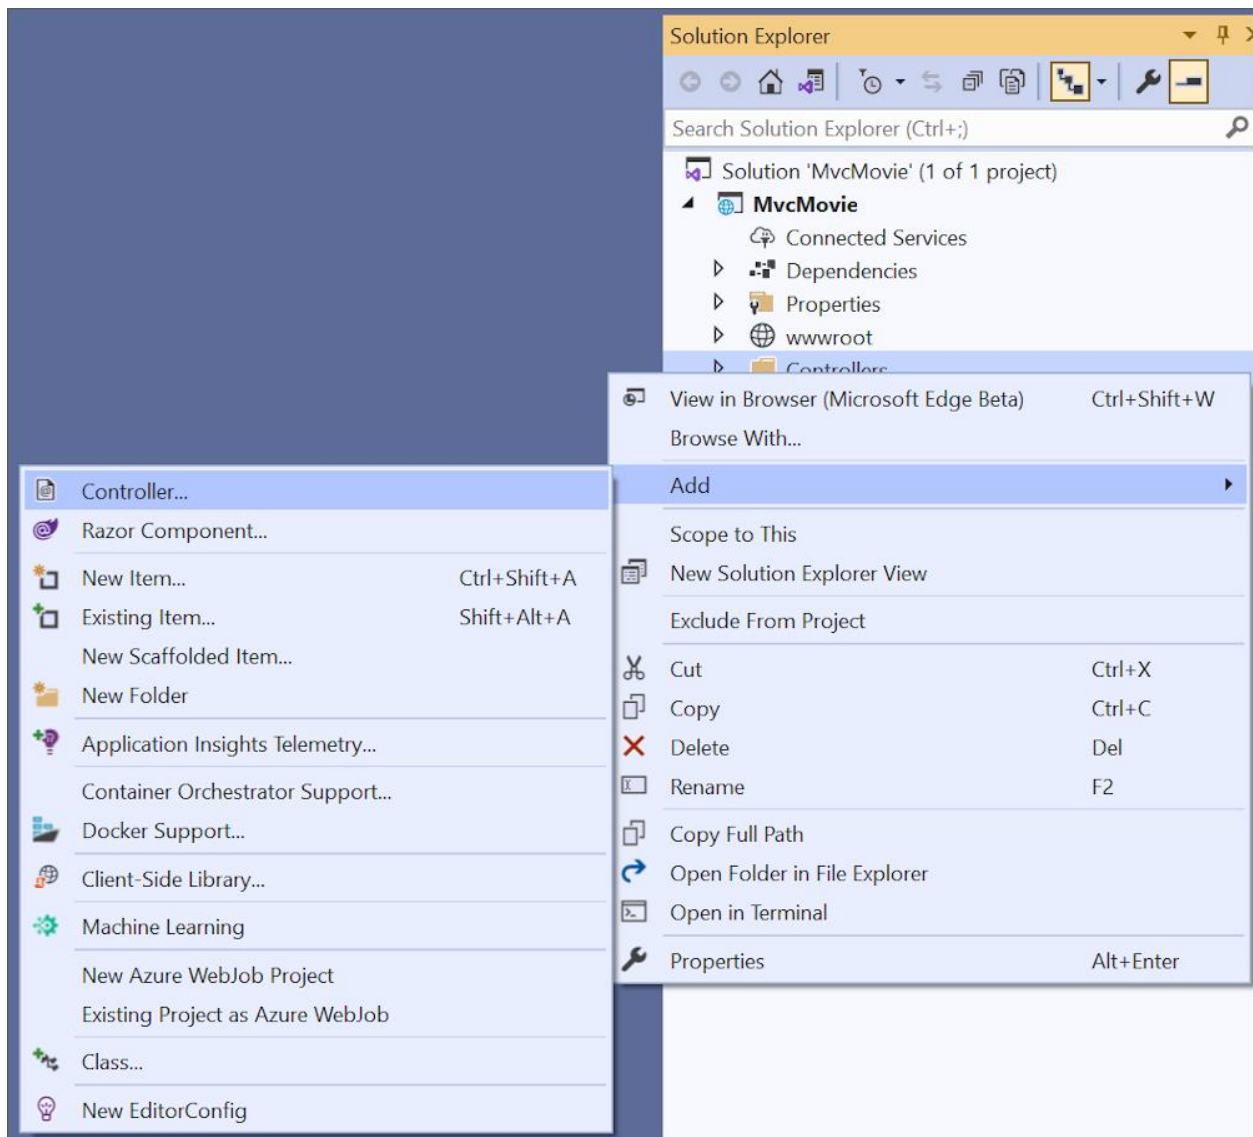 Solution Explorer
Search Solution Explorer (Ctrl+;)
Solution 'MvcMovie' (1 of 1 project)
MvcMovie
Connected Services
Dependencies
Properties
wwwroot
Controllers
View in Browser (Microsoft Edge Beta) Ctrl+Shift+W
Browse With...
Add
Scope to This
New Solution Explorer View
Exclude From Project
Cut Ctrl+X
Copy Ctrl+C
Delete Del
Rename F2
Copy Full Path
Open Folder in File Explorer
Open in Terminal
Properties Alt+Enter
Controller...
Razor Component...
New Item... Ctrl+Shift+A
Existing Item... Shift+Alt+A
New Scaffolded Item...
New Folder
Application Insights Telemetry...
Container Orchestrator Support...
Docker Support...
Client-Side Library...
Machine Learning
New Azure WebJob Project
Existing Project as Azure WebJob
Class...
New EditorConfig